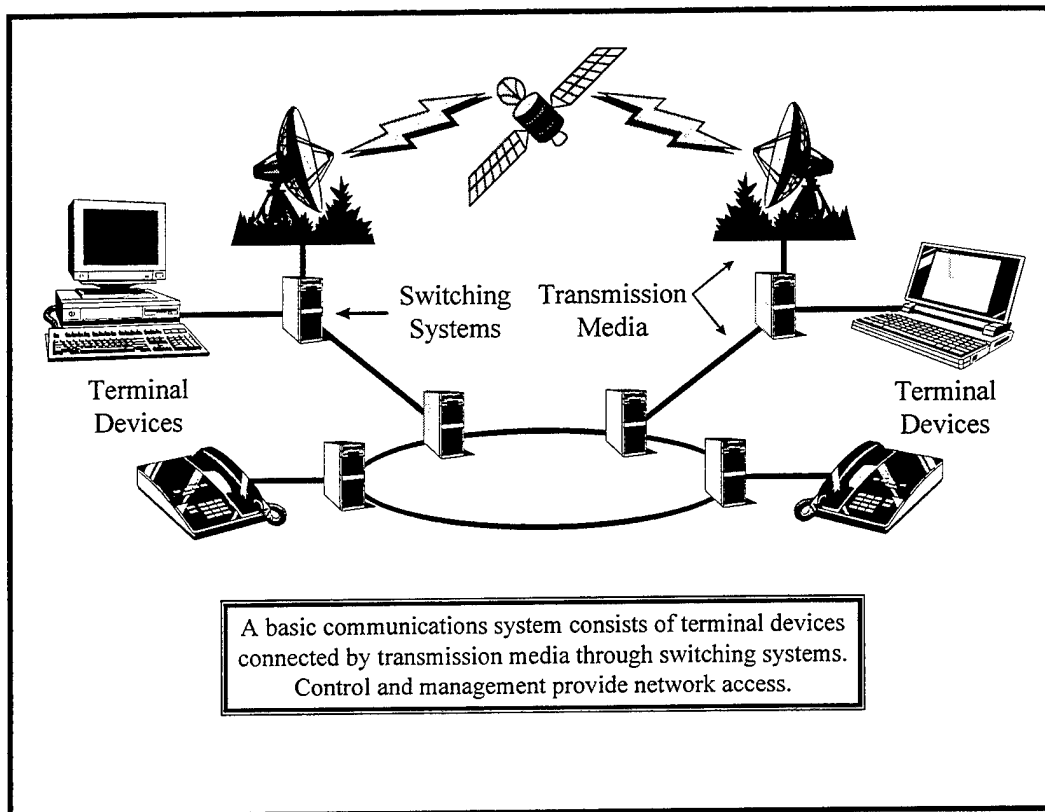 Switching
Systems
Transmission
Media
Terminal
Devices
Terminal
Devices
A basic communications system consists of terminal devices
connected by transmission media through switching systems.
Control and management provide network access.